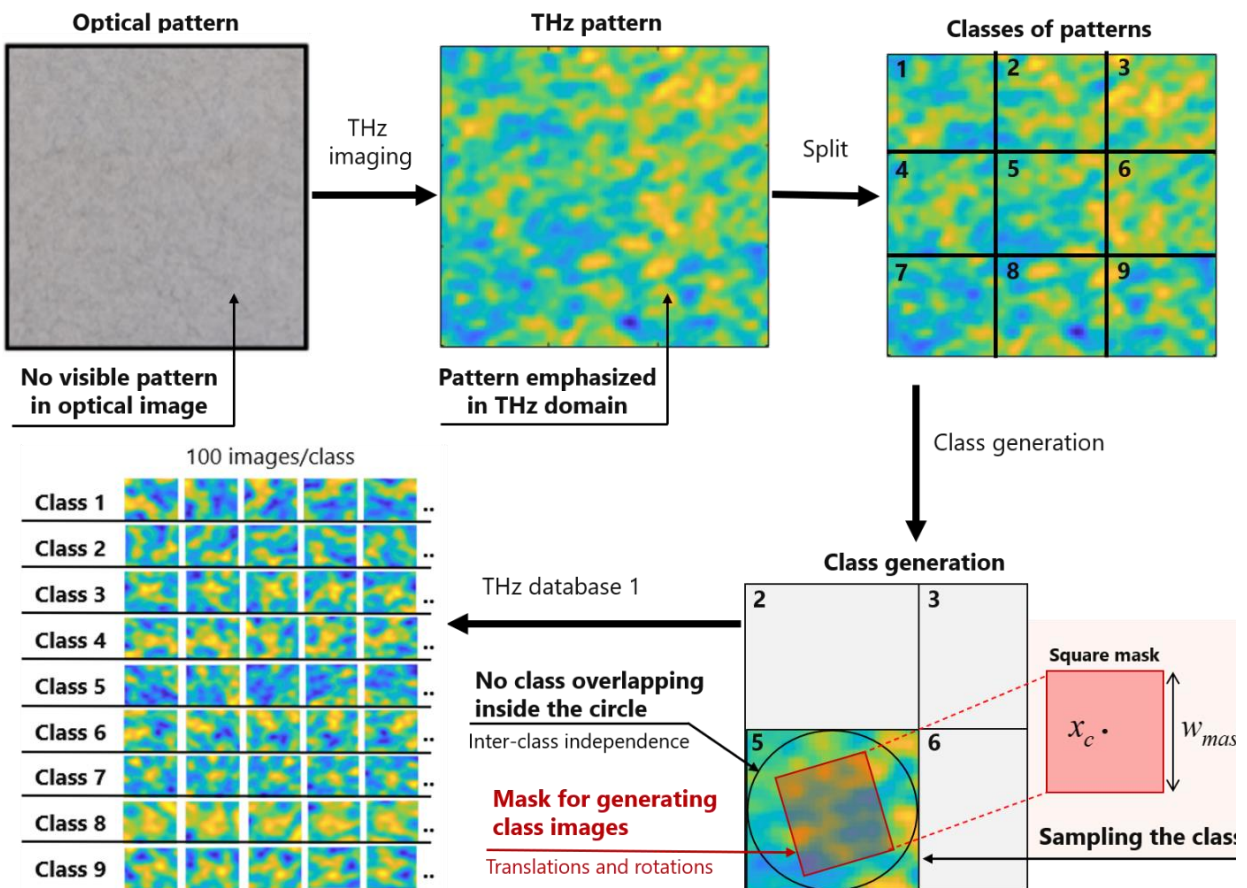 Optical pattern
THz pattern
Classes of patterns
THz
imaging
Split
1
2
3
4
5
6
7
8
9
No visible pattern
in optical image
Pattern emphasized
in THz domain
Class generation
100 images/class
Class 1 ..
Class 2 ..
Class 3 ..
Class 4 ..
Class 5 ..
Class 6 ..
Class 7 ..
Class 8 ..
Class 9 ..
THz database 1
Class generation
2
3
5
6
No class overlapping
inside the circle
Inter-class independence
Mask for generating
class images
Translations and rotations
Square mask
x_c
w_mas
Sampling the class